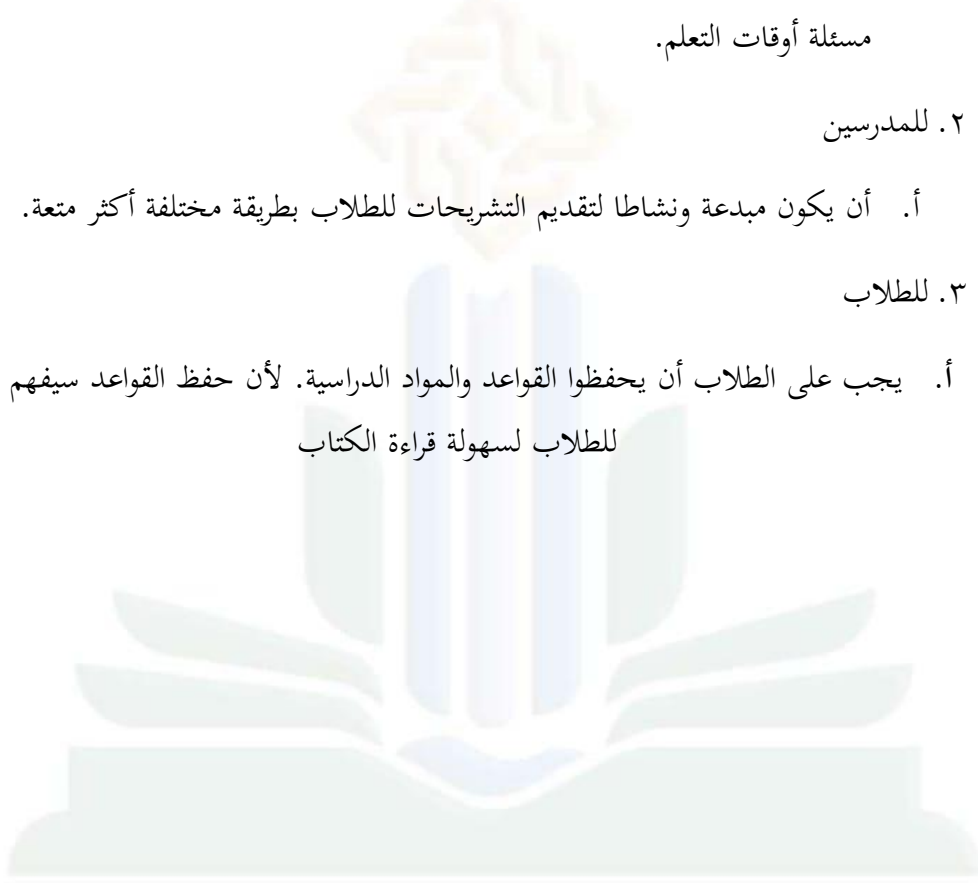 مسئلة أوقات التعلم.
٢. للمدرسين
أ. أن يكون مبدعة ونشاطا لتقديم التشريحات للطلاب بطريقة مختلفة أكثر متعة.
٣. للطلاب
أ. يجب على الطلاب أن يحفظوا القواعد والمواد الدراسية. لأن حفظ القواعد سيفهم
للطلاب لسهولة قراءة الكتاب